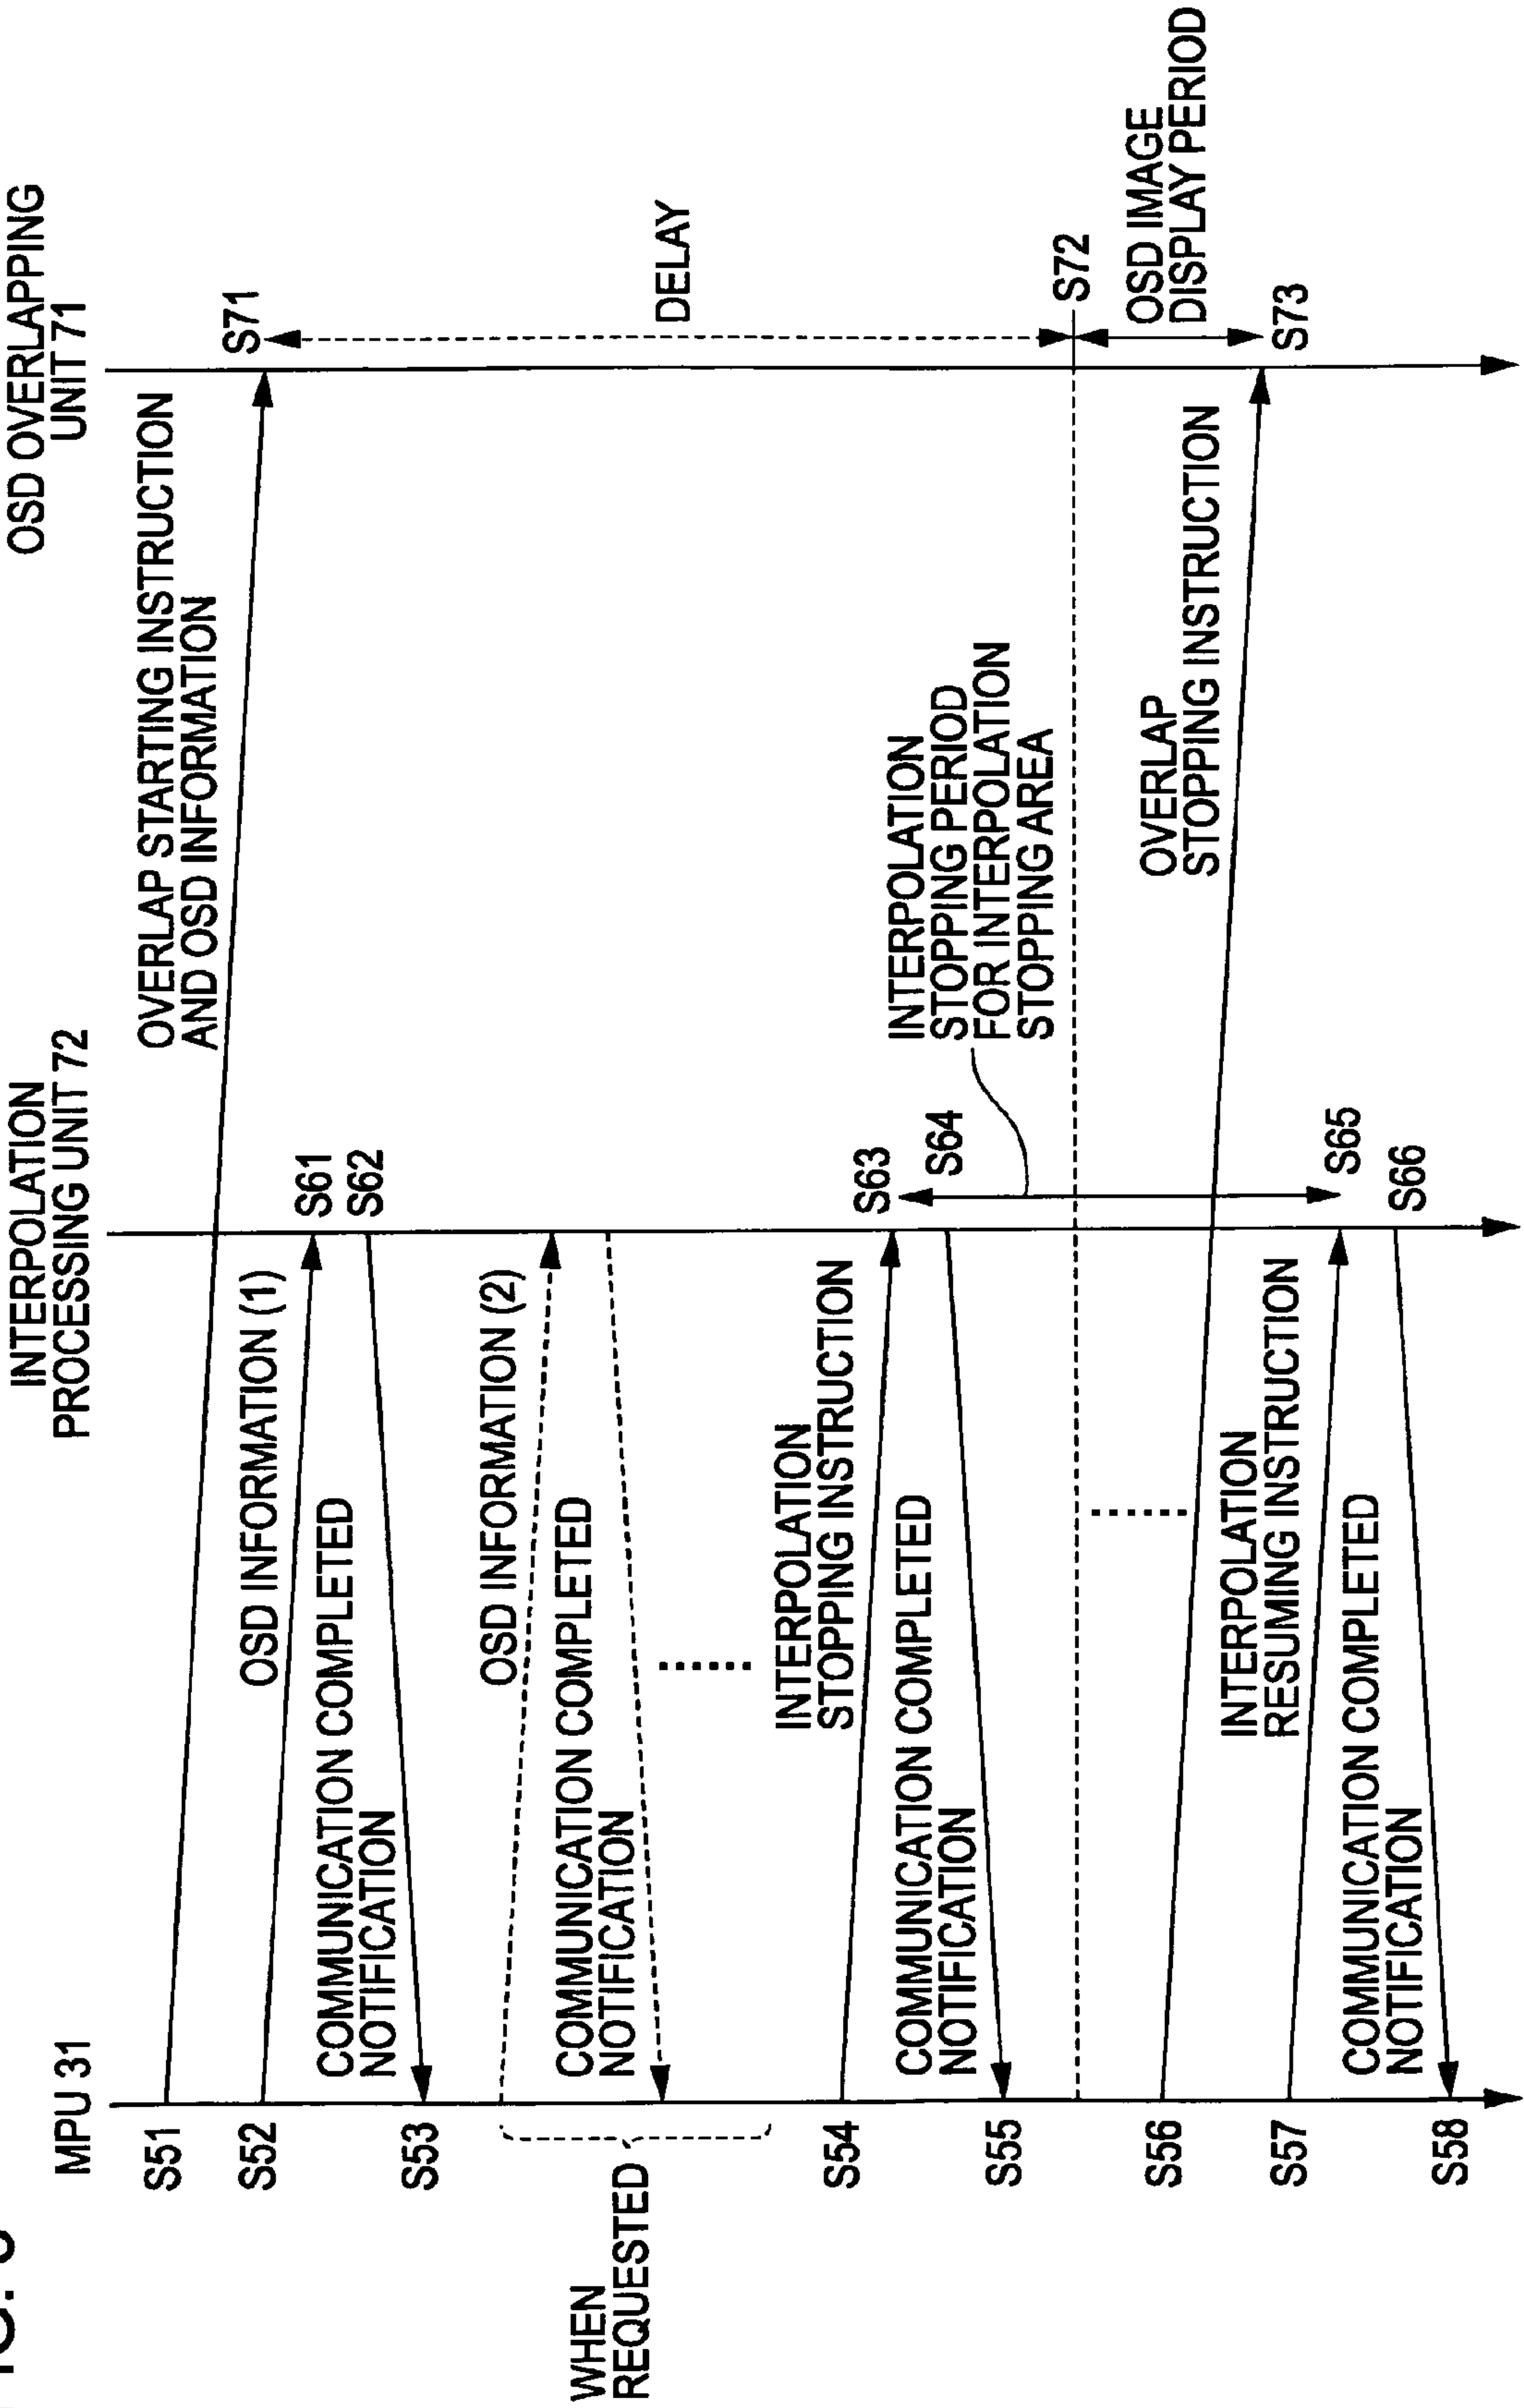 MPU 31
INTERPOLATION
PROCESSING UNIT 72
OSD OVERLAPPING
UNIT 71
S51
OVERLAP STARTING INSTRUCTION
AND OSD INFORMATION
S71
S52
OSD INFORMATION (1)
S61
COMMUNICATION COMPLETED
NOTIFICATION
S62
S53
WHEN
REQUESTED
OSD INFORMATION (2)
COMMUNICATION COMPLETED
NOTIFICATION
DELAY
S54
INTERPOLATION
STOPPING INSTRUCTION
S63
COMMUNICATION COMPLETED
NOTIFICATION
S64
S55
INTERPOLATION
STOPPING PERIOD
FOR INTERPOLATION
STOPPING AREA
S72
OSD IMAGE
DISPLAY PERIOD
S56
OVERLAP
STOPPING INSTRUCTION
S73
S57
INTERPOLATION
RESUMING INSTRUCTION
S65
COMMUNICATION COMPLETED
NOTIFICATION
S66
S58